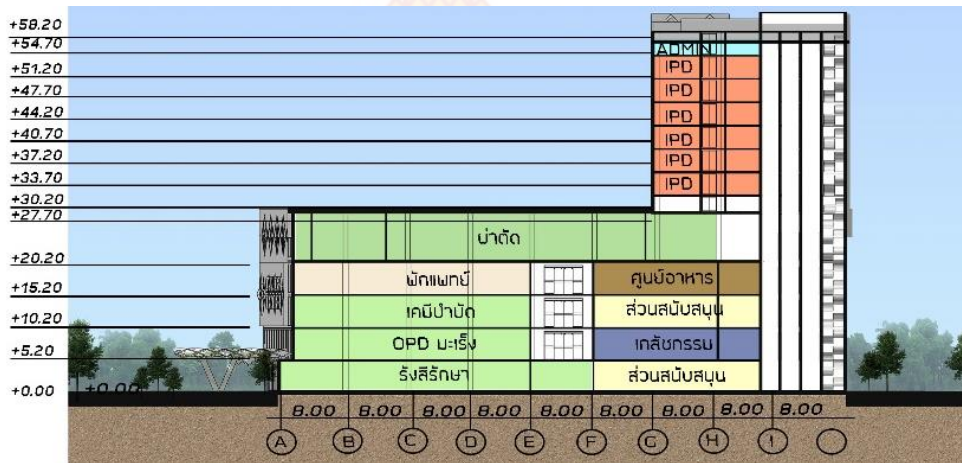 +58.20
+54.70
+51.20
+47.70
+44.20
+40.70
+37.20
+33.70
+30.20
+27.70
+20.20
+15.20
+10.20
+5.20
+0.00 +0.00
ADMIN
IPD
IPD
IPD
IPD
IPD
IPD
ผ่าตัด
พักแพทย์ ศูนย์อาหาร
เคมีบำบัด ส่วนสนับสนุน
OPD มะเร็ง เภสัชกรรม
รังสีรักษา ส่วนสนับสนุน
8.00 8.00 8.00 8.00 8.00 8.00 8.00 8.00 8.00
A B C D E F G H I